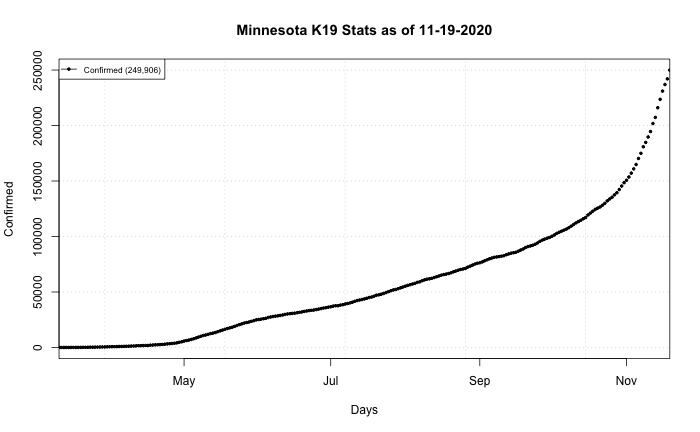 Minnesota K19 Stats as of 11-19-2020
Confirmed (249,906)
250000
200000
150000
100000
50000
0
Confirmed
May Jul Sep Nov
Days